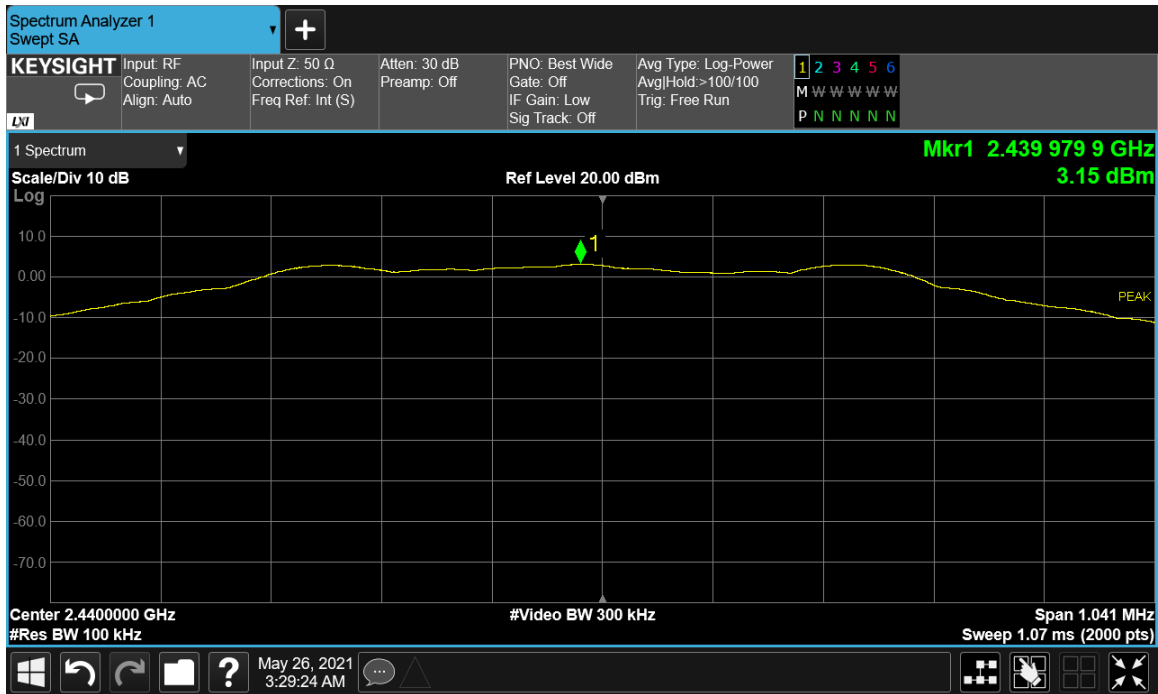 Spectrum Analyzer 1
Swept SA
+
KEYSIGHT
LXI
Input: RF
Coupling: AC
Align: Auto
Input Z: 50 Ω
Corrections: On
Freq Ref: Int (S)
Atten: 30 dB
Preamp: Off
PNO: Best Wide
Gate: Off
IF Gain: Low
Sig Track: Off
Avg Type: Log-Power
Avg|Hold:>100/100
Trig: Free Run
1 2 3 4 5 6
M W W W W W
P N N N N N
1 Spectrum
Scale/Div 10 dB
Ref Level 20.00 dBm
Mkr1 2.439 979 9 GHz
3.15 dBm
Log
10.0
0.00
-10.0
-20.0
-30.0
-40.0
-50.0
-60.0
-70.0
1
PEAK
Center 2.4400000 GHz
#Video BW 300 kHz
Span 1.041 MHz
#Res BW 100 kHz
Sweep 1.07 ms (2000 pts)
?
May 26, 2021
3:29:24 AM